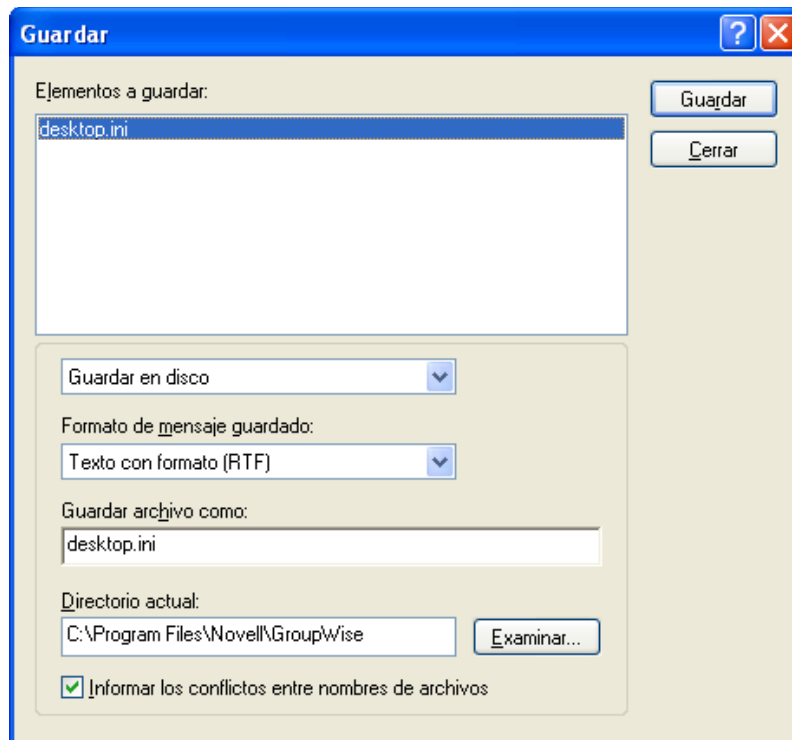 Guardar
Elementos a guardar:
Guardar
desktop.ini
Cerrar
Guardar en disco
Formato de mensaje guardado:
Texto con formato (RTF)
Guardar archivo como:
desktop.ini
Directorio actual:
C:\Program Files\Novell\GroupWise
Examinar...
Informar los conflictos entre nombres de archivos